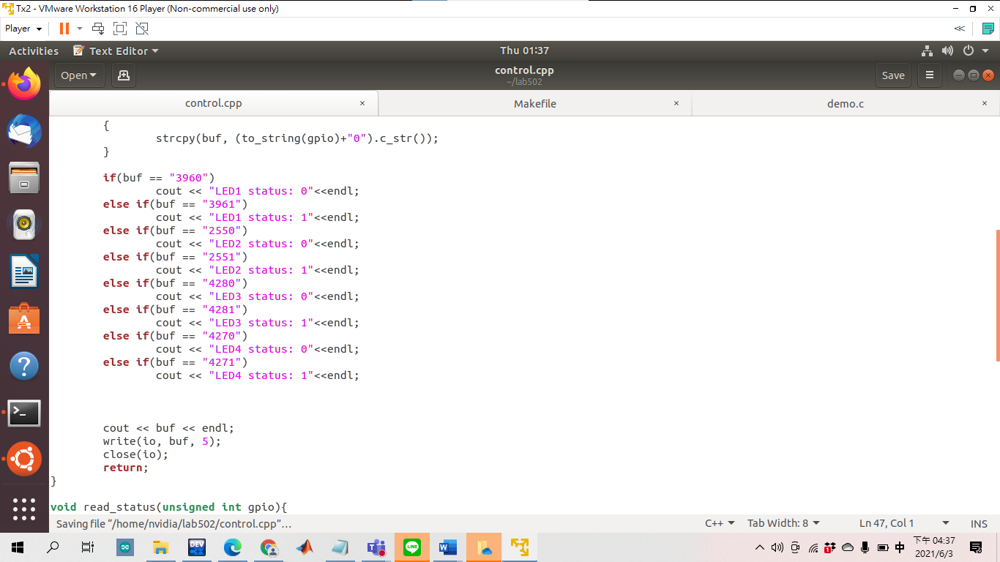 Tx2 - VMware Workstation 16 Player (Non-commercial use only)
Player
Activities Text Editor Thu 01:37
Open control.cpp Save
~/lab502
control.cpp × Makefile × demo.c ×
{
strcpy(buf, (to_string(gpio)+"0").c_str());
}
if(buf == "3960")
cout << "LED1 status: 0"<<endl;
else if(buf == "3961")
cout << "LED1 status: 1"<<endl;
else if(buf == "2550")
cout << "LED2 status: 0"<<endl;
else if(buf == "2551")
cout << "LED2 status: 1"<<endl;
else if(buf == "4280")
cout << "LED3 status: 0"<<endl;
else if(buf == "4281")
cout << "LED3 status: 1"<<endl;
else if(buf == "4270")
cout << "LED4 status: 0"<<endl;
else if(buf == "4271")
cout << "LED4 status: 1"<<endl;
cout << buf << endl;
write(io, buf, 5);
close(io);
return;
}
void read_status(unsigned int gpio){
Saving file “/home/nvidia/lab502/control.cpp”… C++ Tab Width: 8 Ln 47, Col 1 INS
DEV LINE W 中 下午 04:37
2021/6/3